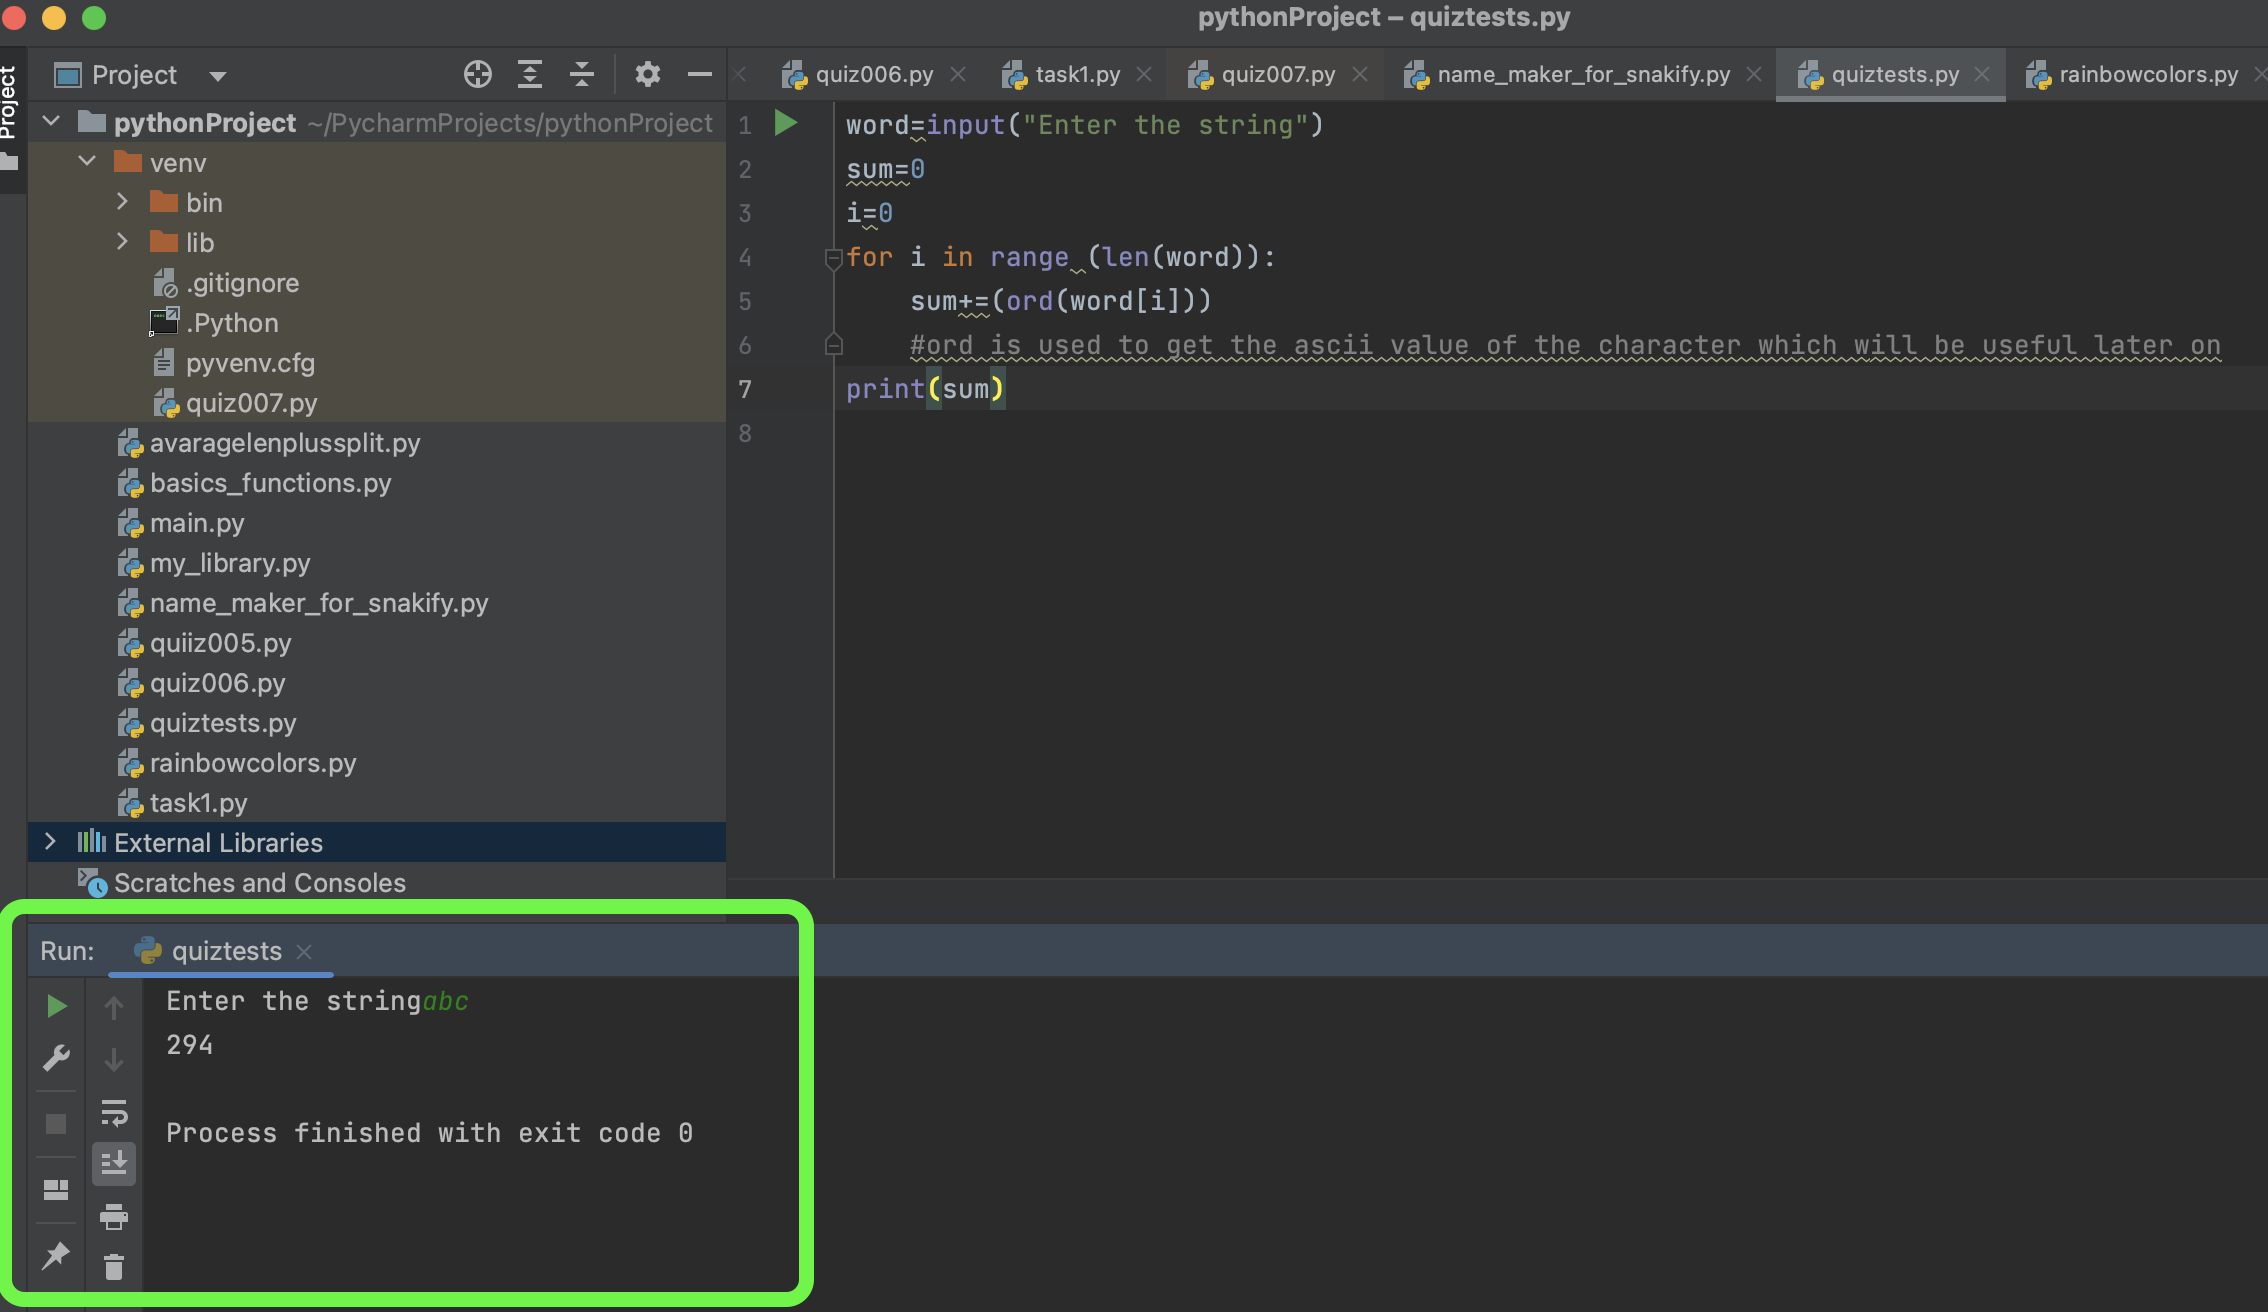 pythonProject – quiztests.py
Project
Project
quiz006.py
task1.py
quiz007.py
name_maker_for_snakify.py
quiztests.py
rainbowcolors.py
pythonProject ~/PycharmProjects/pythonProject
venv
bin
lib
.gitignore
.Python
pyvenv.cfg
quiz007.py
avaragelenplussplit.py
basics_functions.py
main.py
my_library.py
name_maker_for_snakify.py
quiiz005.py
quiz006.py
quiztests.py
rainbowcolors.py
task1.py
External Libraries
Scratches and Consoles
1 word=input("Enter the string")
2 sum=0
3 i=0
4 for i in range (len(word)):
5     sum+=(ord(word[i]))
6     #ord is used to get the ascii value of the character which will be useful later on
7 print(sum)
8
Run: quiztests
Enter the stringabc
294
Process finished with exit code 0